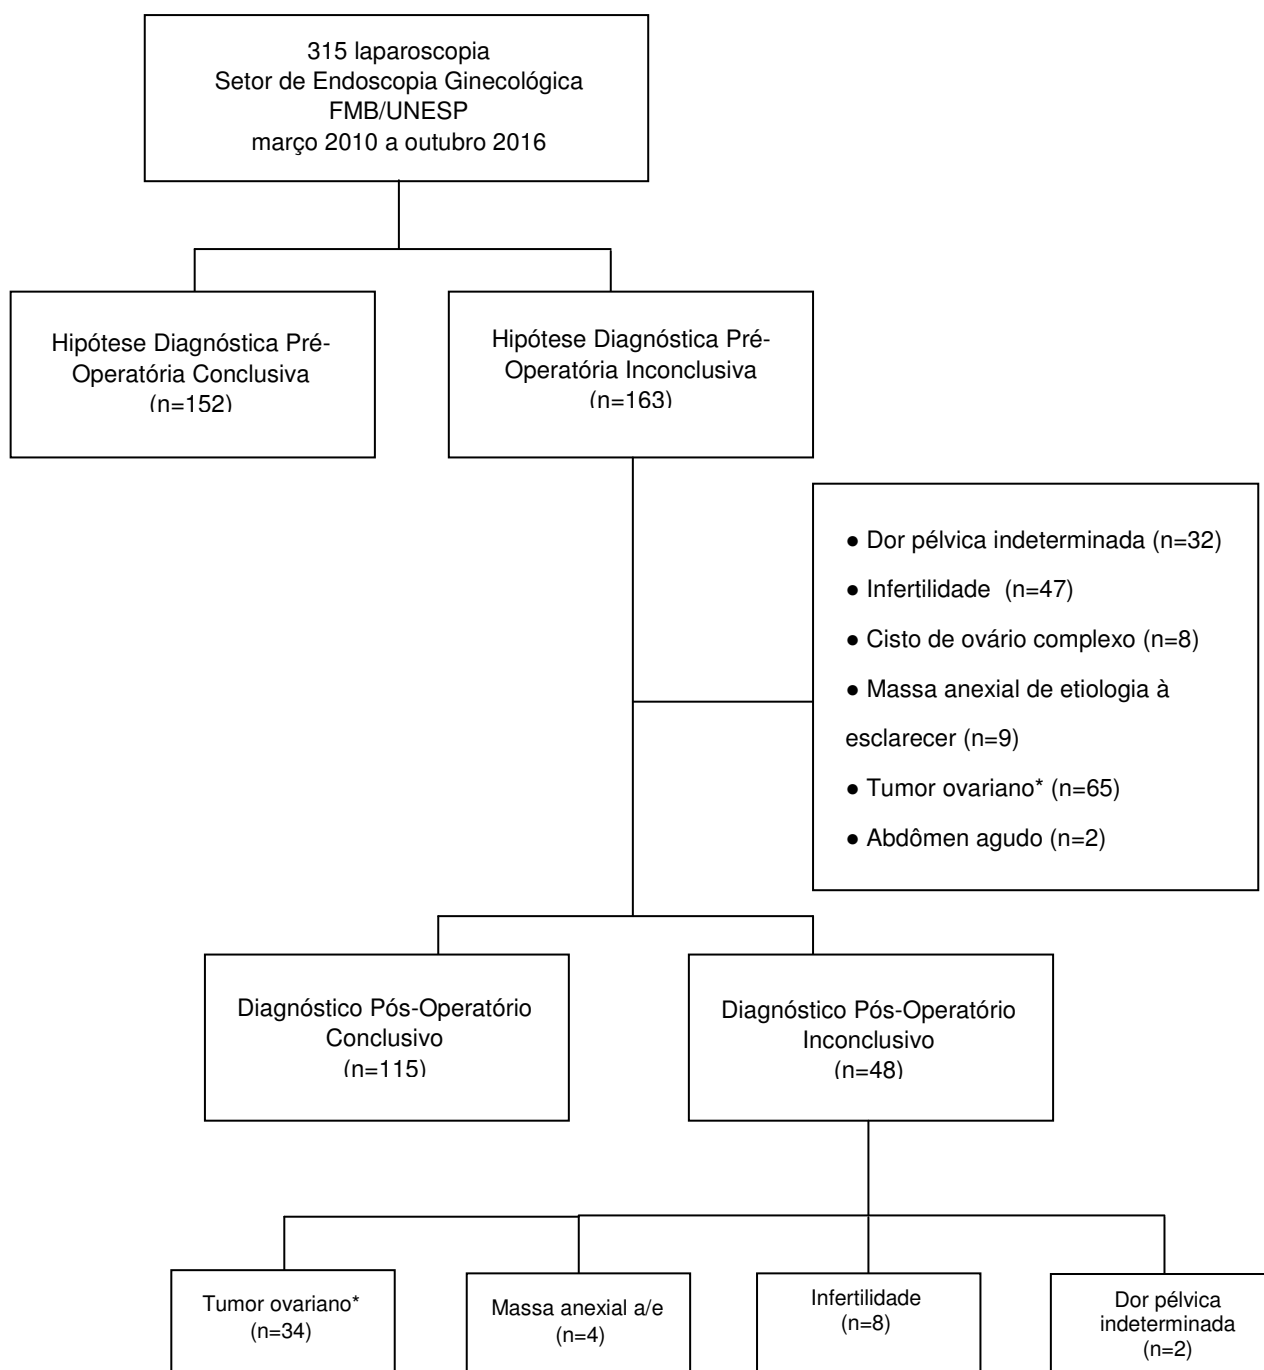 315 laparoscopia
Setor de Endoscopia Ginecológica
FMB/UNESP
março 2010 a outubro 2016
Hipótese Diagnóstica Pré-
Operatória Conclusiva
(n=152)
Hipótese Diagnóstica Pré-
Operatória Inconclusiva
(n=163)
● Dor pélvica indeterminada (n=32)
● Infertilidade (n=47)
● Cisto de ovário complexo (n=8)
● Massa anexial de etiologia à
esclarecer (n=9)
● Tumor ovariano* (n=65)
● Abdômen agudo (n=2)
Diagnóstico Pós-Operatório
Conclusivo
(n=115)
Diagnóstico Pós-Operatório
Inconclusivo
(n=48)
Tumor ovariano*
(n=34)
Massa anexial a/e
(n=4)
Infertilidade
(n=8)
Dor pélvica
indeterminada
(n=2)